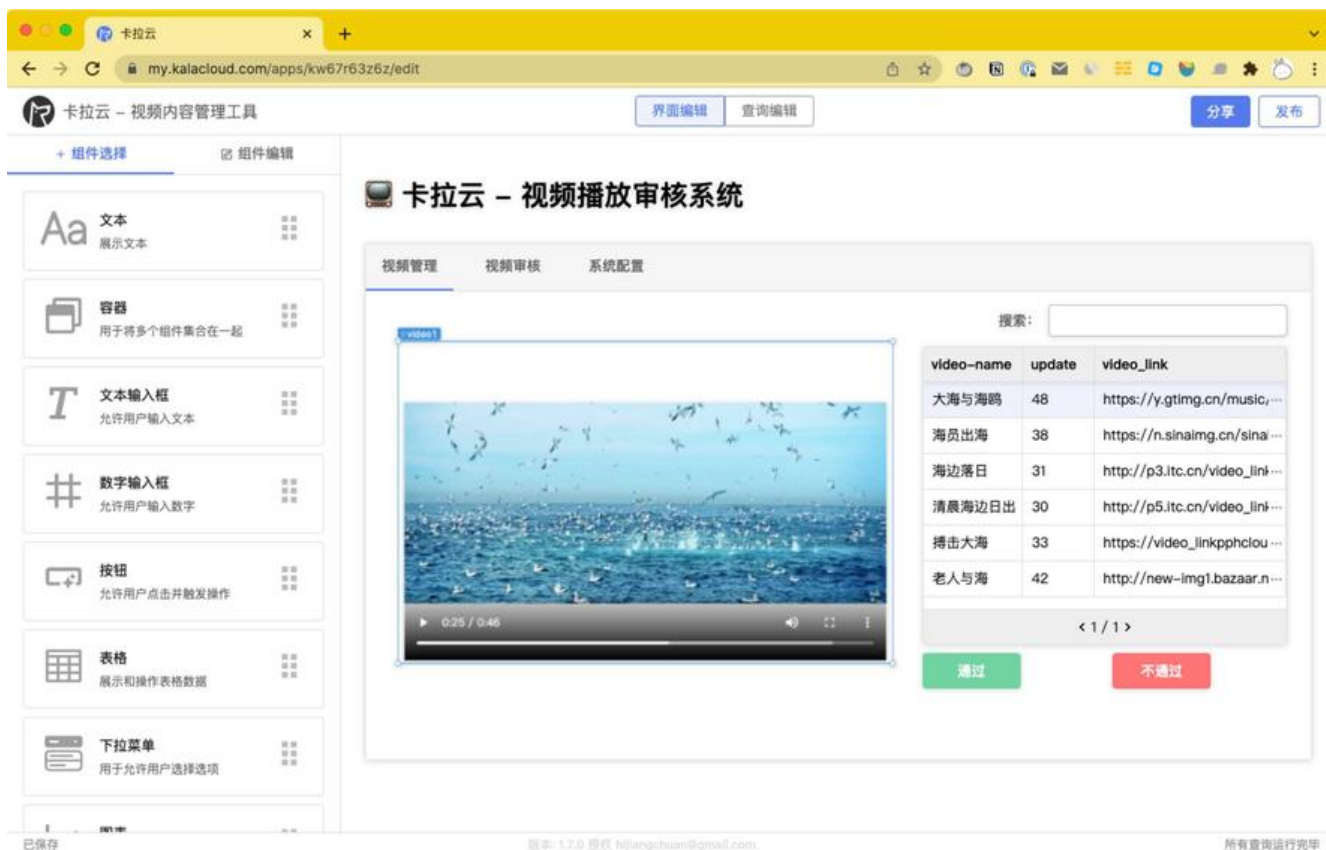 卡拉云
my.kalacloud.com/apps/kw67r63z6z/edit
卡拉云 – 视频内容管理工具
界面编辑
查询编辑
分享
发布
+ 组件选择
组件编辑
文本
展示文本
容器
用于将多个组件集合在一起
文本输入框
允许用户输入文本
数字输入框
允许用户输入数字
按钮
允许用户点击并触发操作
表格
展示和操作表格数据
下拉菜单
用于允许用户选择选项
卡拉云 – 视频播放审核系统
视频管理 视频审核 系统配置
video1
0:25 / 0:46
搜索:
video-name update video_link
大海与海鸥 48 https://y.gtimg.cn/music/···
海员出海 38 https://n.sinaimg.cn/sina···
海边落日 31 http://p3.itc.cn/video_link···
清晨海边日出 30 http://p5.itc.cn/video_link···
搏击大海 33 https://video_linkpphclou···
老人与海 42 http://new-img1.bazaar.n···
< 1 / 1 >
通过
不通过
已保存
版本: 1.7.0 授权 hijiangchuan@gmail.com
所有查询运行完毕